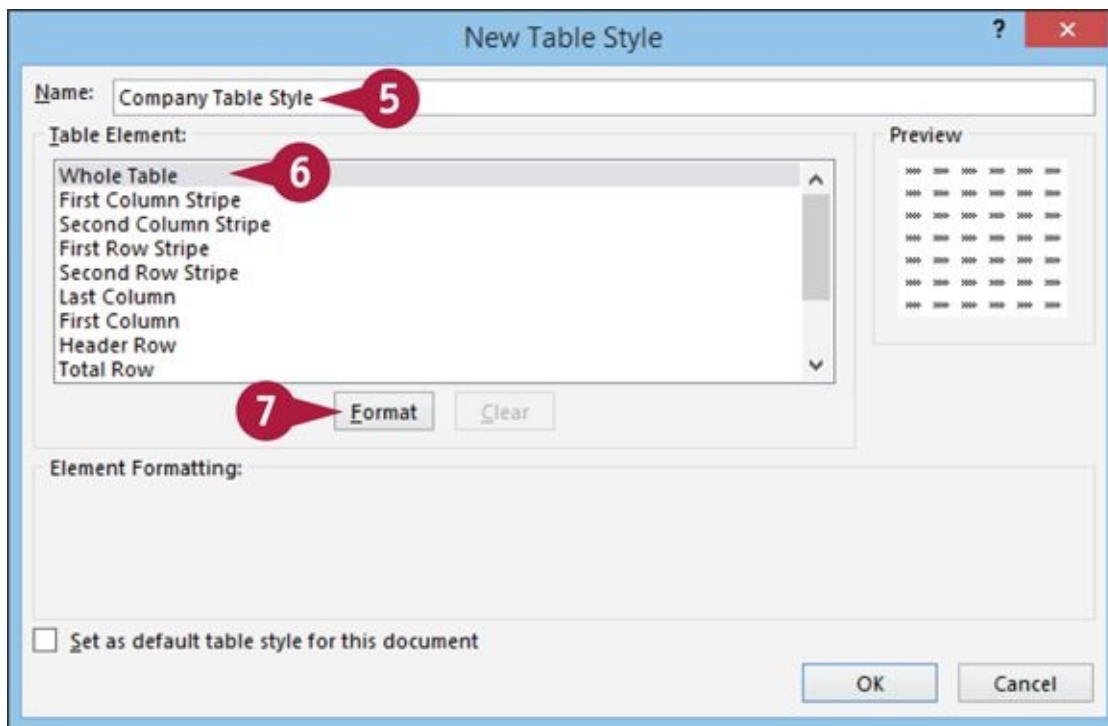 New Table Style
?
×
Name:
Company Table Style
5
Table Element:
Preview
Whole Table
6
First Column Stripe
Second Column Stripe
First Row Stripe
Second Row Stripe
Last Column
First Column
Header Row
Total Row
7
Format
Clear
Element Formatting:
Set as default table style for this document
OK
Cancel